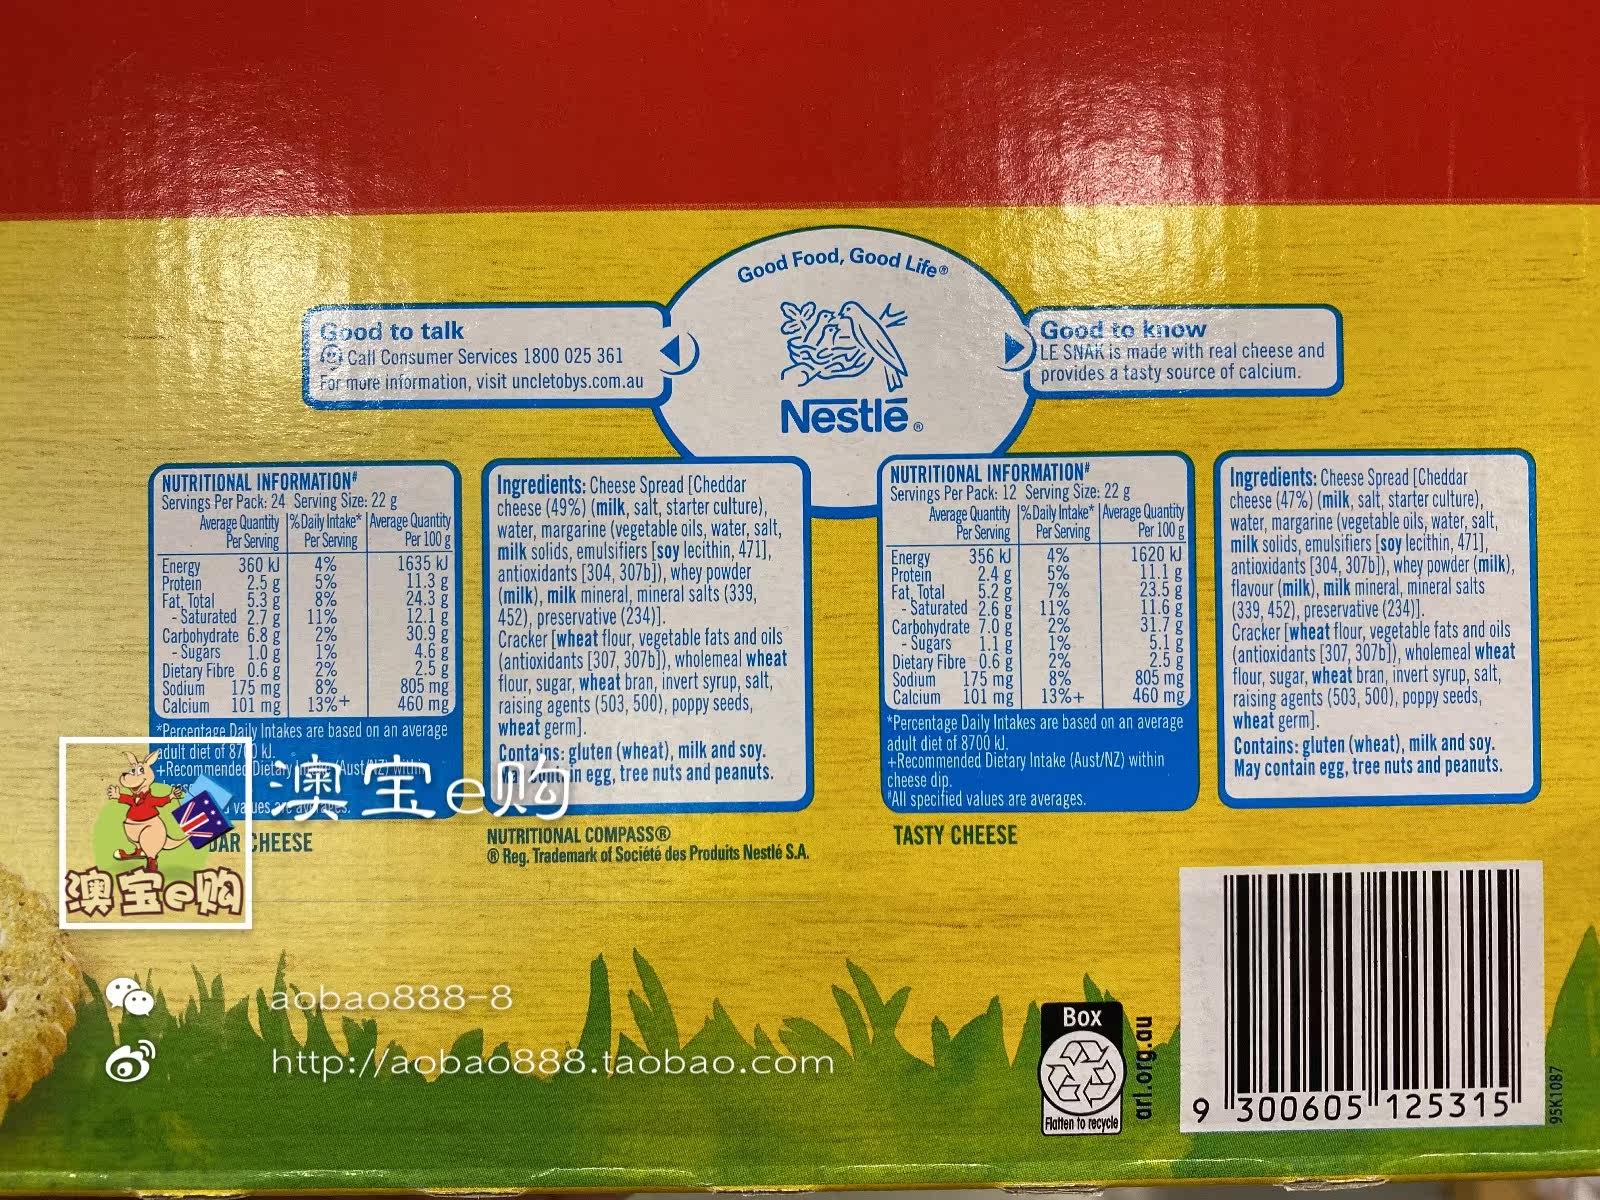 Good Food, Good Life®
Good to talk
Call Consumer Services 1800 025 361
For more information, visit uncletobys.com.au
Nestlé®
Good to know
LE SNAK is made with real cheese and
provides a tasty source of calcium.
NUTRITIONAL INFORMATION#
Servings Per Pack: 24 Serving Size: 22 g
Average Quantity %Daily Intake* Average Quantity
Per Serving Per Serving Per 100 g
Energy 360 kJ 4% 1635 kJ
Protein 2.5 g 5% 11.3 g
Fat, Total 5.3 g 8% 24.3 g
- Saturated 2.7 g 11% 12.1 g
Carbohydrate 6.8 g 2% 30.9 g
- Sugars 1.0 g 1% 4.6 g
Dietary Fibre 0.6 g 2% 2.5 g
Sodium 175 mg 8% 805 mg
Calcium 101 mg 13%+ 460 mg
*Percentage Daily Intakes are based on an average
adult diet of 8700 kJ.
+Recommended Dietary (Aust/NZ) within
values are averages.
CHEESE
Ingredients: Cheese Spread [Cheddar
cheese (49%) (milk, salt, starter culture),
water, margarine (vegetable oils, water, salt,
milk solids, emulsifiers [soy lecithin, 471],
antioxidants [304, 307b]), whey powder
(milk), milk mineral, mineral salts (339,
452), preservative (234)].
Cracker [wheat flour, vegetable fats and oils
(antioxidants [307, 307b]), wholemeal wheat
flour, sugar, wheat bran, invert syrup, salt,
raising agents (503, 500), poppy seeds,
wheat germ].
Contains: gluten (wheat), milk and soy.
May contain egg, tree nuts and peanuts.
NUTRITIONAL COMPASS®
® Reg. Trademark of Société des Produits Nestlé S.A.
NUTRITIONAL INFORMATION#
Servings Per Pack: 12 Serving Size: 22 g
Average Quantity %Daily Intake* Average Quantity
Per Serving Per Serving Per 100 g
Energy 356 kJ 4% 1620 kJ
Protein 2.4 g 5% 11.1 g
Fat, Total 5.2 g 7% 23.5 g
- Saturated 2.6 g 11% 11.6 g
Carbohydrate 7.0 g 2% 31.7 g
- Sugars 1.1 g 1% 5.1 g
Dietary Fibre 0.6 g 2% 2.5 g
Sodium 175 mg 8% 805 mg
Calcium 101 mg 13%+ 460 mg
*Percentage Daily Intakes are based on an average
adult diet of 8700 kJ.
+Recommended Dietary Intake (Aust/NZ) within
cheese dip.
#All specified values are averages.
TASTY CHEESE
Ingredients: Cheese Spread [Cheddar
cheese (47%) (milk, salt, starter culture),
water, margarine (vegetable oils, water, salt,
milk solids, emulsifiers [soy lecithin, 471],
antioxidants [304, 307b]), whey powder (milk),
flavour (milk), milk mineral, mineral salts
(339, 452), preservative (234)].
Cracker [wheat flour, vegetable fats and oils
(antioxidants [307, 307b]), wholemeal wheat
flour, sugar, wheat bran, invert syrup, salt,
raising agents (503, 500), poppy seeds,
wheat germ].
Contains: gluten (wheat), milk and soy.
May contain egg, tree nuts and peanuts.
澳宝e购
澳宝e购
aobao888-8
http://aobao888.taobao.com
Box
Flatten to recycle
arl.org.au
9 300605 125315
95K1087